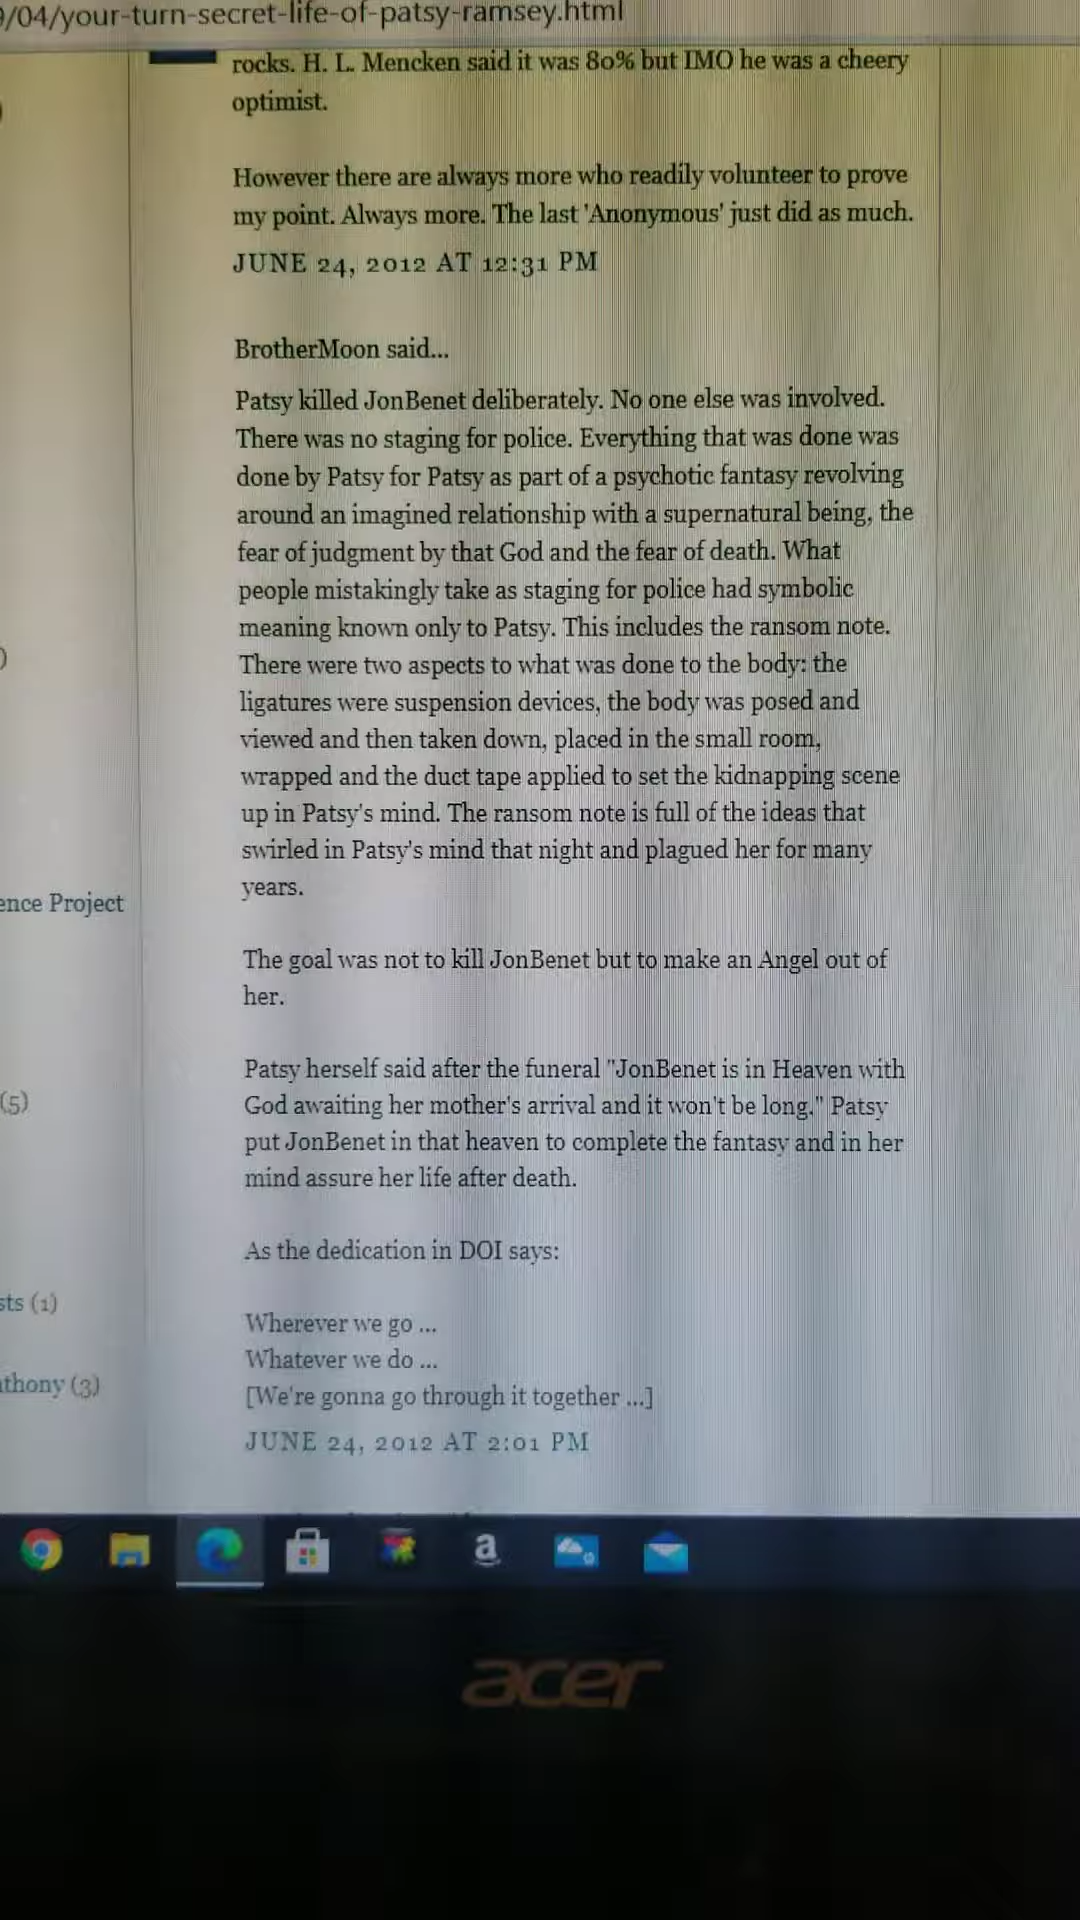 /04/your-turn-secret-life-of-patsy-ramsey.html
rocks. H. L. Mencken said it was 80% but IMO he was a cheery
optimist.
However there are always more who readily volunteer to prove
my point. Always more. The last 'Anonymous' just did as much.
JUNE 24, 2012 AT 12:31 PM
BrotherMoon said...
Patsy killed JonBenet deliberately. No one else was involved.
There was no staging for police. Everything that was done was
done by Patsy for Patsy as part of a psychotic fantasy revolving
around an imagined relationship with a supernatural being, the
fear of judgment by that God and the fear of death. What
people mistakingly take as staging for police had symbolic
meaning known only to Patsy. This includes the ransom note.
There were two aspects to what was done to the body: the
ligatures were suspension devices, the body was posed and
viewed and then taken down, placed in the small room,
wrapped and the duct tape applied to set the kidnapping scene
up in Patsy's mind. The ransom note is full of the ideas that
swirled in Patsy's mind that night and plagued her for many
years.
ence Project
The goal was not to kill JonBenet but to make an Angel out of
her.
Patsy herself said after the funeral "JonBenet is in Heaven with
(5)
God awaiting her mother's arrival and it won't be long." Patsy
put JonBenet in that heaven to complete the fantasy and in her
mind assure her life after death.
As the dedication in DOI says:
sts (1)
Wherever we go ...
Whatever we do ...
nthony (3)
[We're gonna go through it together ...]
JUNE 24, 2012 AT 2:01 PM
a
acer